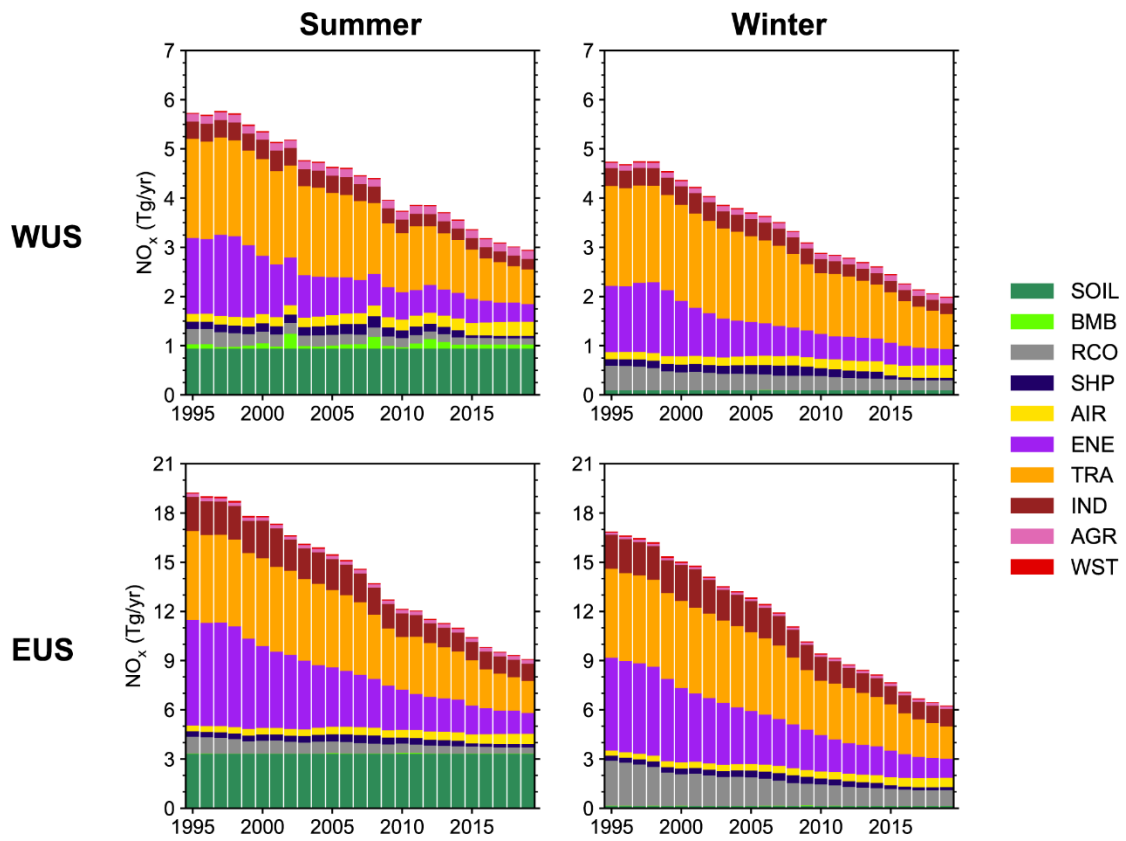 Summer
Winter
WUS
NOx (Tg/yr)
7
6
5
4
3
2
1
0
1995 2000 2005 2010 2015
7
6
5
4
3
2
1
0
1995 2000 2005 2010 2015
EUS
NOx (Tg/yr)
21
18
15
12
9
6
3
0
1995 2000 2005 2010 2015
21
18
15
12
9
6
3
0
1995 2000 2005 2010 2015
SOIL
BMB
RCO
SHP
AIR
ENE
TRA
IND
AGR
WST